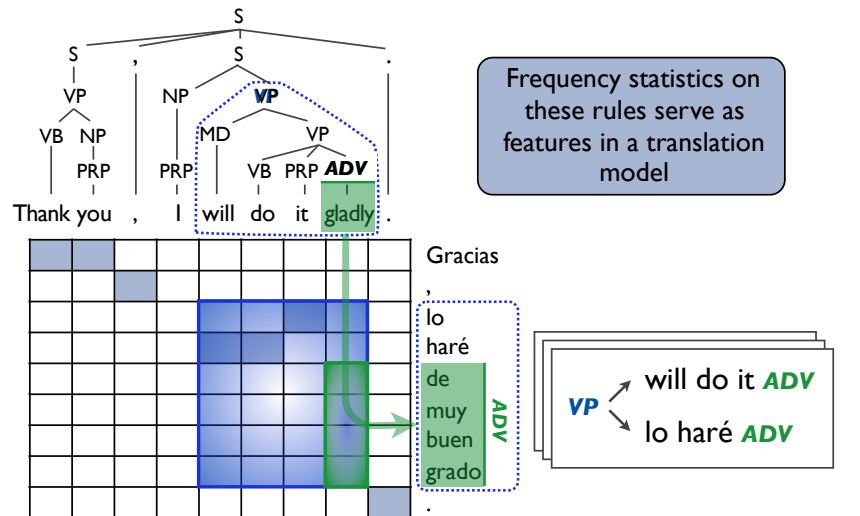 S
S , S .
VP NP VP
VB NP MD VP
PRP PRP VB PRP ADV
Thank you , I will do it gladly .
Frequency statistics on
these rules serve as
features in a translation
model
Gracias
,
lo
haré
de
muy
buen
grado
.
ADV
VP
will do it ADV
lo haré ADV